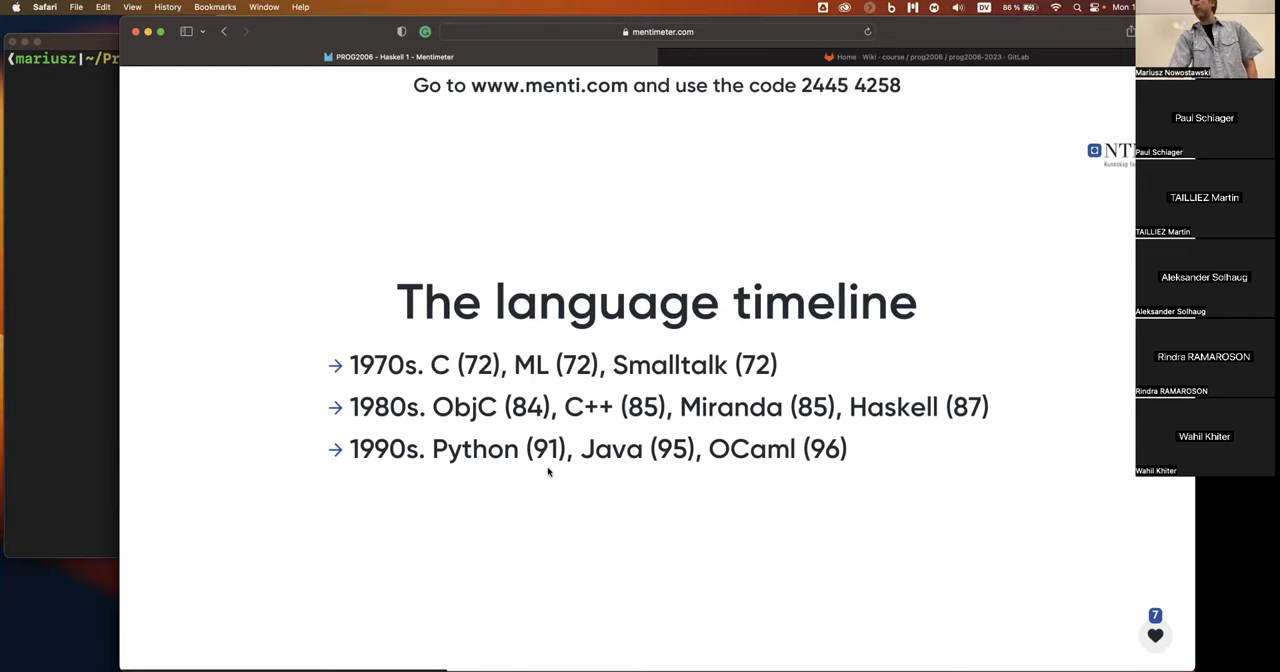 Safari File Edit View History Bookmarks Window Help 86 % DV Mon 1
mentimeter.com
PROG2006 - Haskell 1 - Mentimeter
Home · Wiki · course / prog2006 / prog2006-2023 · GitLab
(mariusz|~/Pr
Go to www.menti.com and use the code 2445 4258
The language timeline
→ 1970s. C (72), ML (72), Smalltalk (72)
→ 1980s. ObjC (84), C++ (85), Miranda (85), Haskell (87)
→ 1990s. Python (91), Java (95), OCaml (96)
7
Mariusz Nowostawski
Paul Schiager
Paul Schiager
TAILLIEZ Martin
TAILLIEZ Martin
Aleksander Solhaug
Aleksander Solhaug
Rindra RAMAROSON
Rindra RAMAROSON
Wahil Khiter
Wahil Khiter